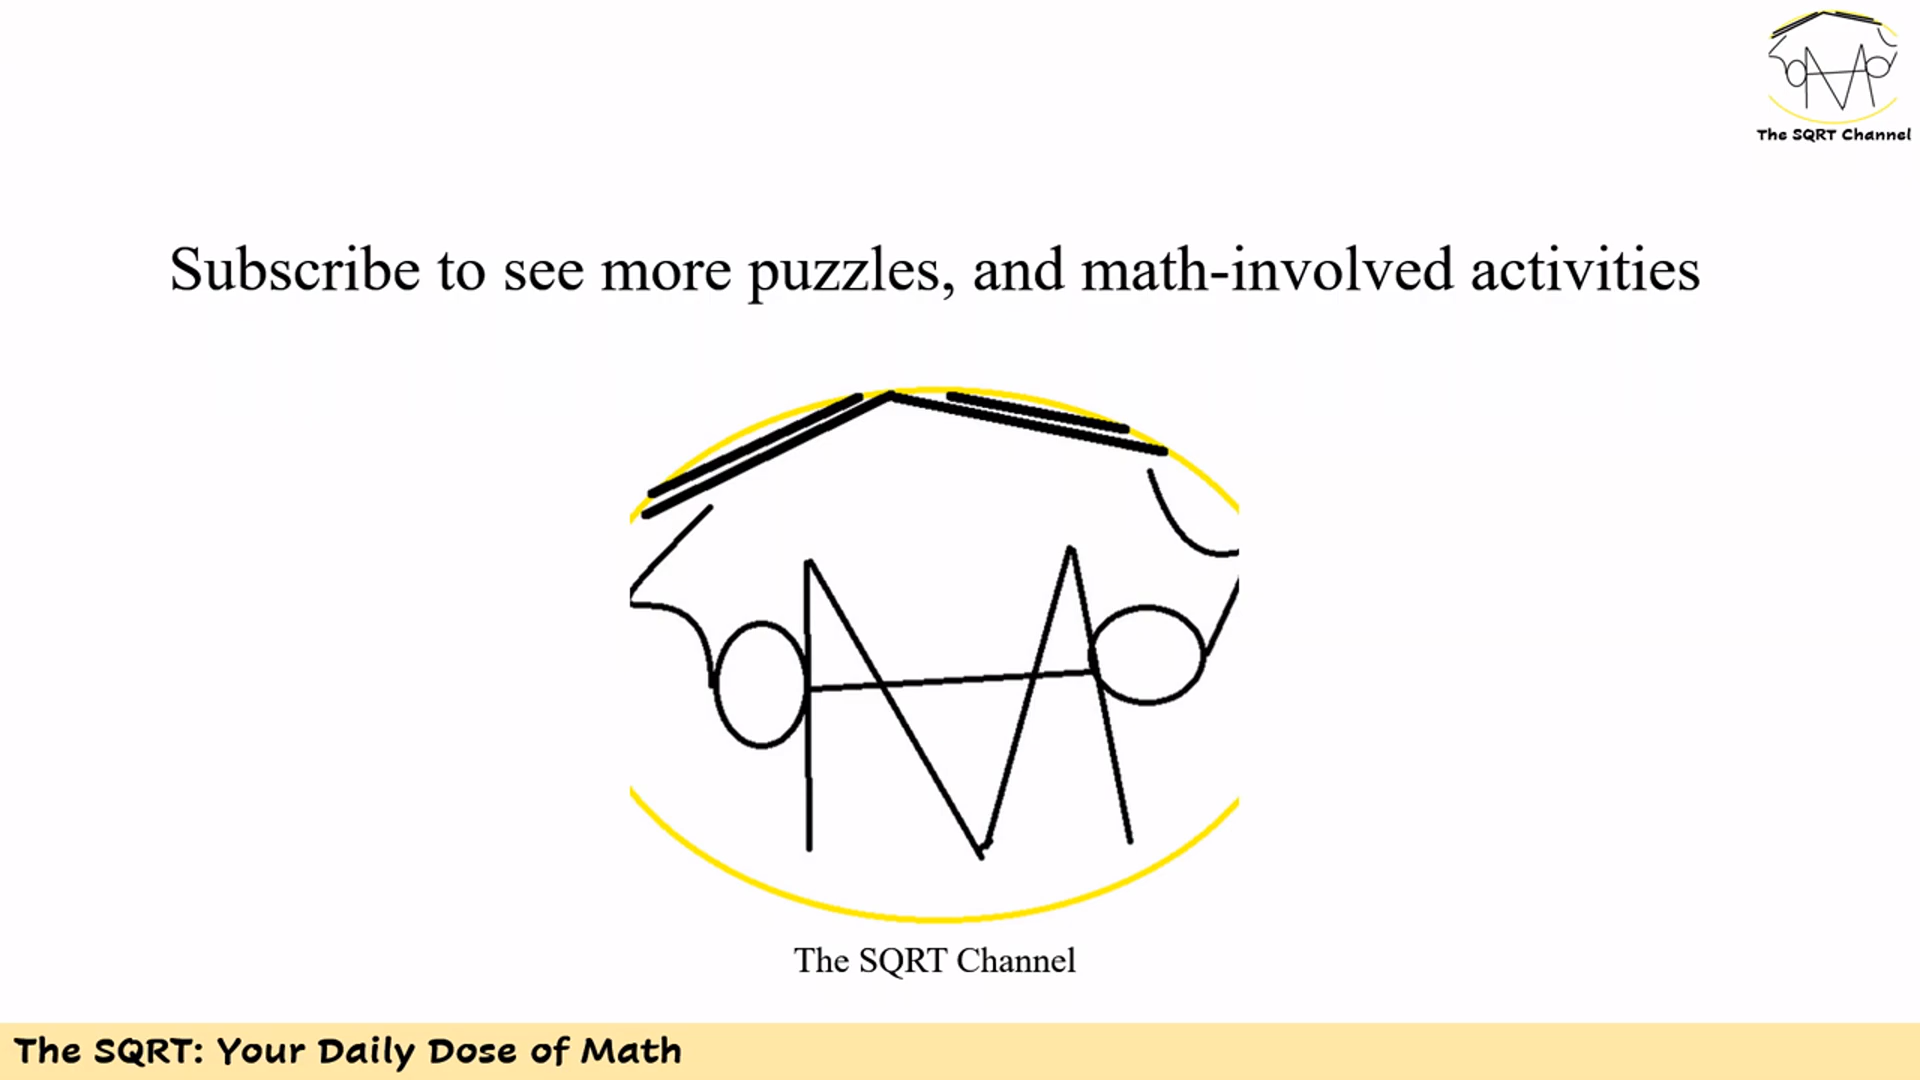 The SQRT Channel
Subscribe to see more puzzles, and math-involved activities
The SQRT Channel
The SQRT: Your Daily Dose of Math